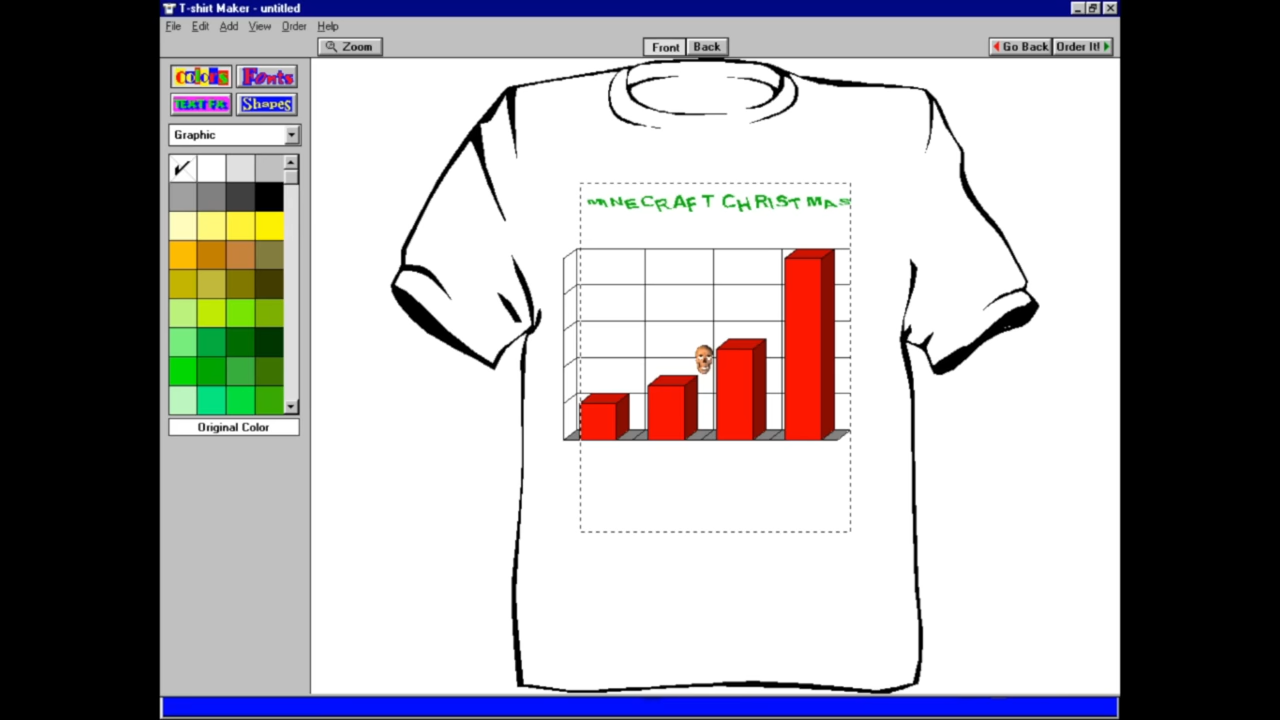 T-shirt Maker - untitled
File Edit Add View Order Help
Zoom Front Back Go Back Order It!
Colors Fonts
TEXT FX Shapes
Graphic
MINECRAFT CHRISTMAS
Original Color